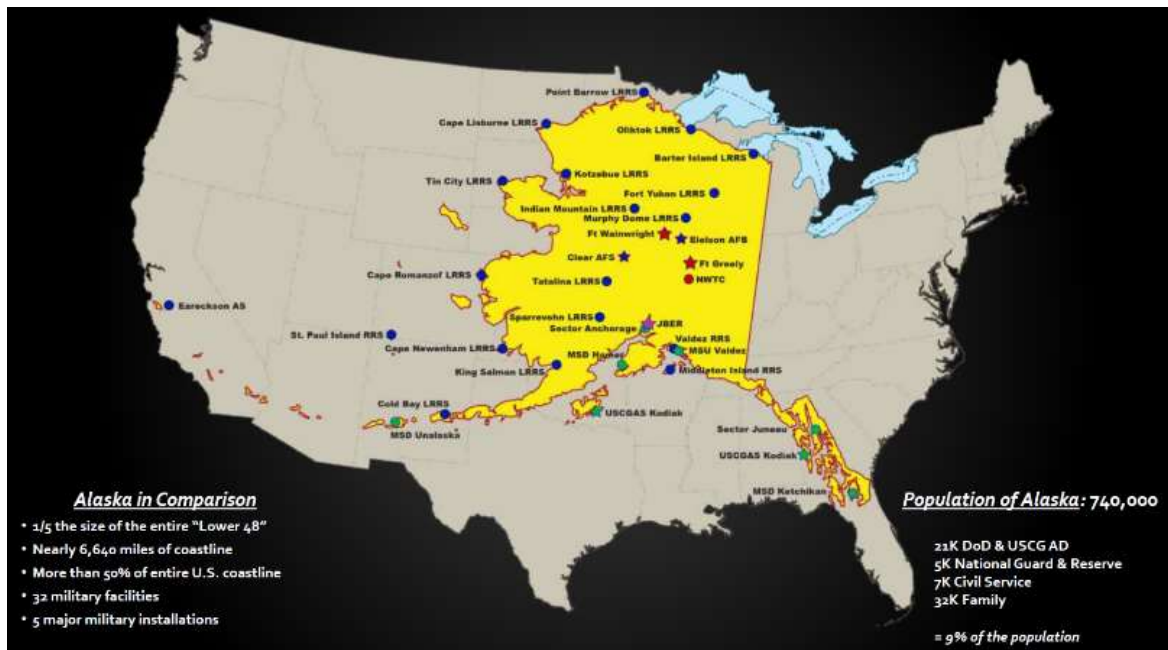 Point Barrow LRRS
Cape Lisburne LRRS
Oliktok LRRS
Barter Island LRRS
Kotzebue LRRS
Tin City LRRS
Fort Yukon LRRS
Indian Mountain LRRS
Murphy Dome LRRS
Ft Wainwright
Eielson AFB
Clear AFS
Ft Greely
Cape Romanzof LRRS
Tatalina LRRS
NWTC
Eareckson AS
Sparrevohn LRRS
JBER
Sector Anchorage
St. Paul Island RRS
Valdez RRS
Cape Newenham LRRS
MSU Valdez
MSD Homer
King Salmon LRRS
Middleton Island RRS
Cold Bay LRRS
USCGAS Kodiak
MSD Unalaska
Sector Juneau
USCGAS Kodiak
MSD Ketchikan
Alaska in Comparison
• 1/5 the size of the entire "Lower 48"
• Nearly 6,640 miles of coastline
• More than 50% of entire U.S. coastline
• 32 military facilities
• 5 major military installations
Population of Alaska: 740,000
21K DoD & USCG AD
5K National Guard & Reserve
7K Civil Service
32K Family
= 9% of the population